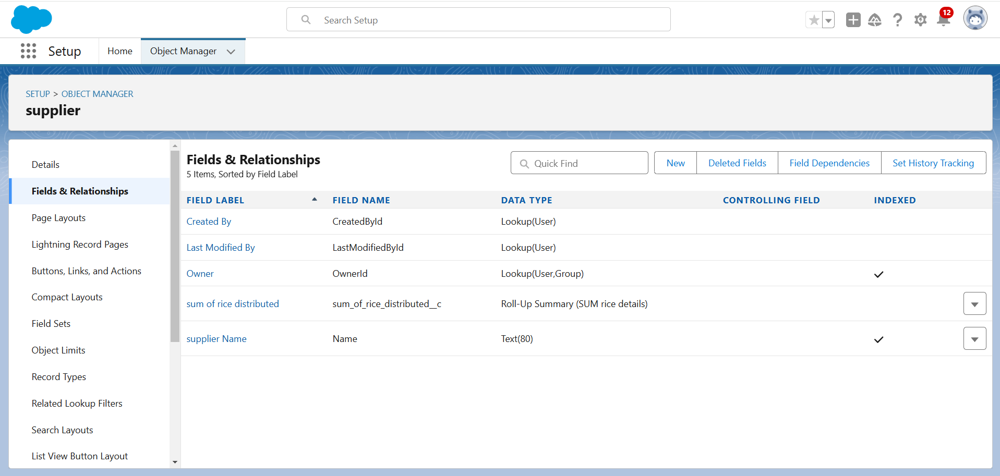 Search Setup
12
Setup
Home
Object Manager
SETUP > OBJECT MANAGER
supplier
Details
Fields & Relationships
Page Layouts
Lightning Record Pages
Buttons, Links, and Actions
Compact Layouts
Field Sets
Object Limits
Record Types
Related Lookup Filters
Search Layouts
List View Button Layout
Fields & Relationships
5 Items, Sorted by Field Label
Quick Find
New
Deleted Fields
Field Dependencies
Set History Tracking
FIELD LABEL FIELD NAME DATA TYPE CONTROLLING FIELD INDEXED
Created By CreatedById Lookup(User)
Last Modified By LastModifiedById Lookup(User)
Owner OwnerId Lookup(User,Group)
sum of rice distributed sum_of_rice_distributed__c Roll-Up Summary (SUM rice details)
supplier Name Name Text(80)